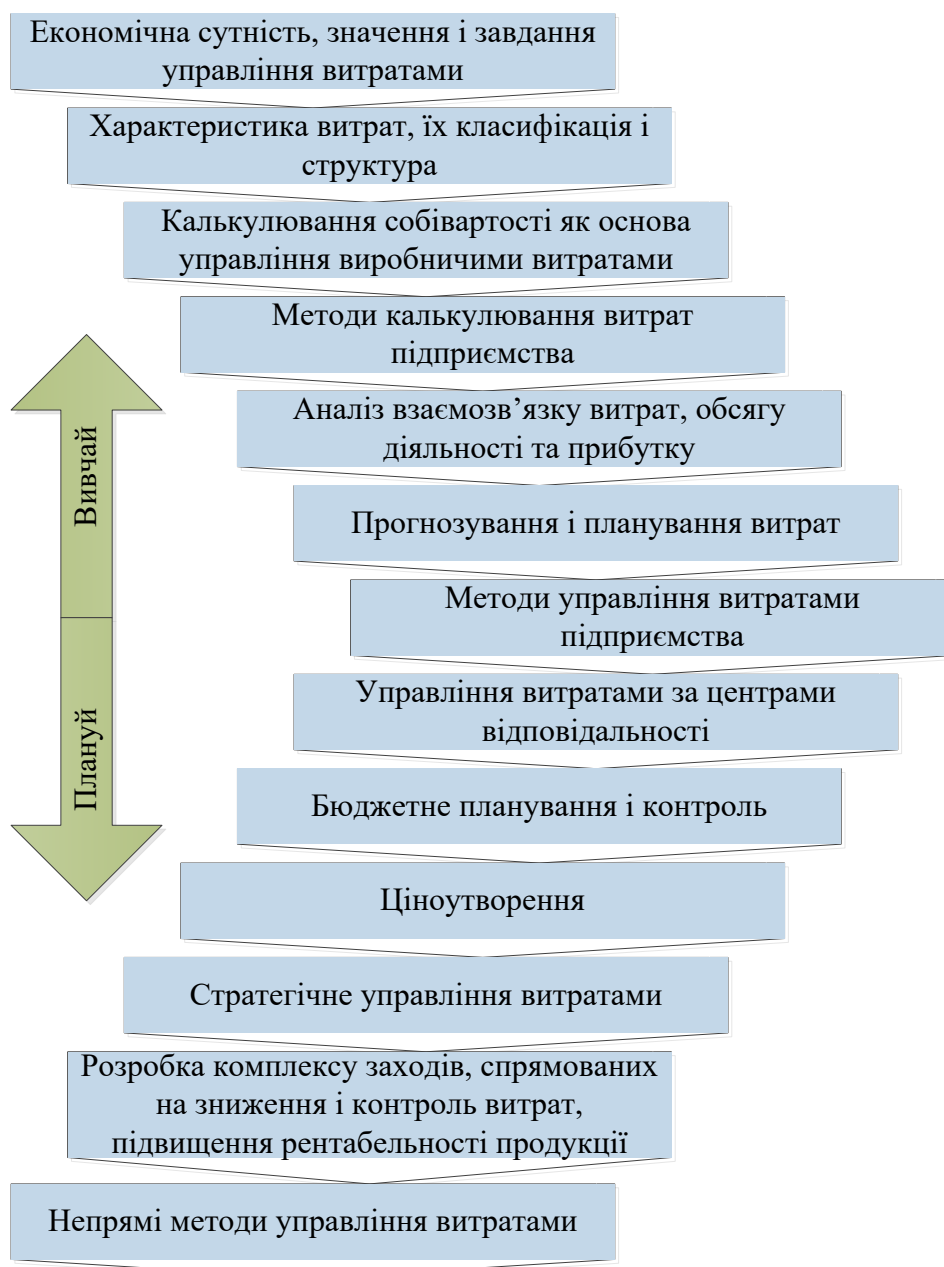 Економічна сутність, значення і завдання
управління витратами
Характеристика витрат, їх класифікація і
структура
Калькулювання собівартості як основа
управління виробничими витратами
Методи калькулювання витрат
підприємства
Аналіз взаємозв’язку витрат, обсягу
діяльності та прибутку
Вивчай
Прогнозування і планування витрат
Методи управління витратами
підприємства
Управління витратами за центрами
відповідальності
Плануй
Бюджетне планування і контроль
Ціноутворення
Стратегічне управління витратами
Розробка комплексу заходів, спрямованих
на зниження і контроль витрат,
підвищення рентабельності продукції
Непрямі методи управління витратами